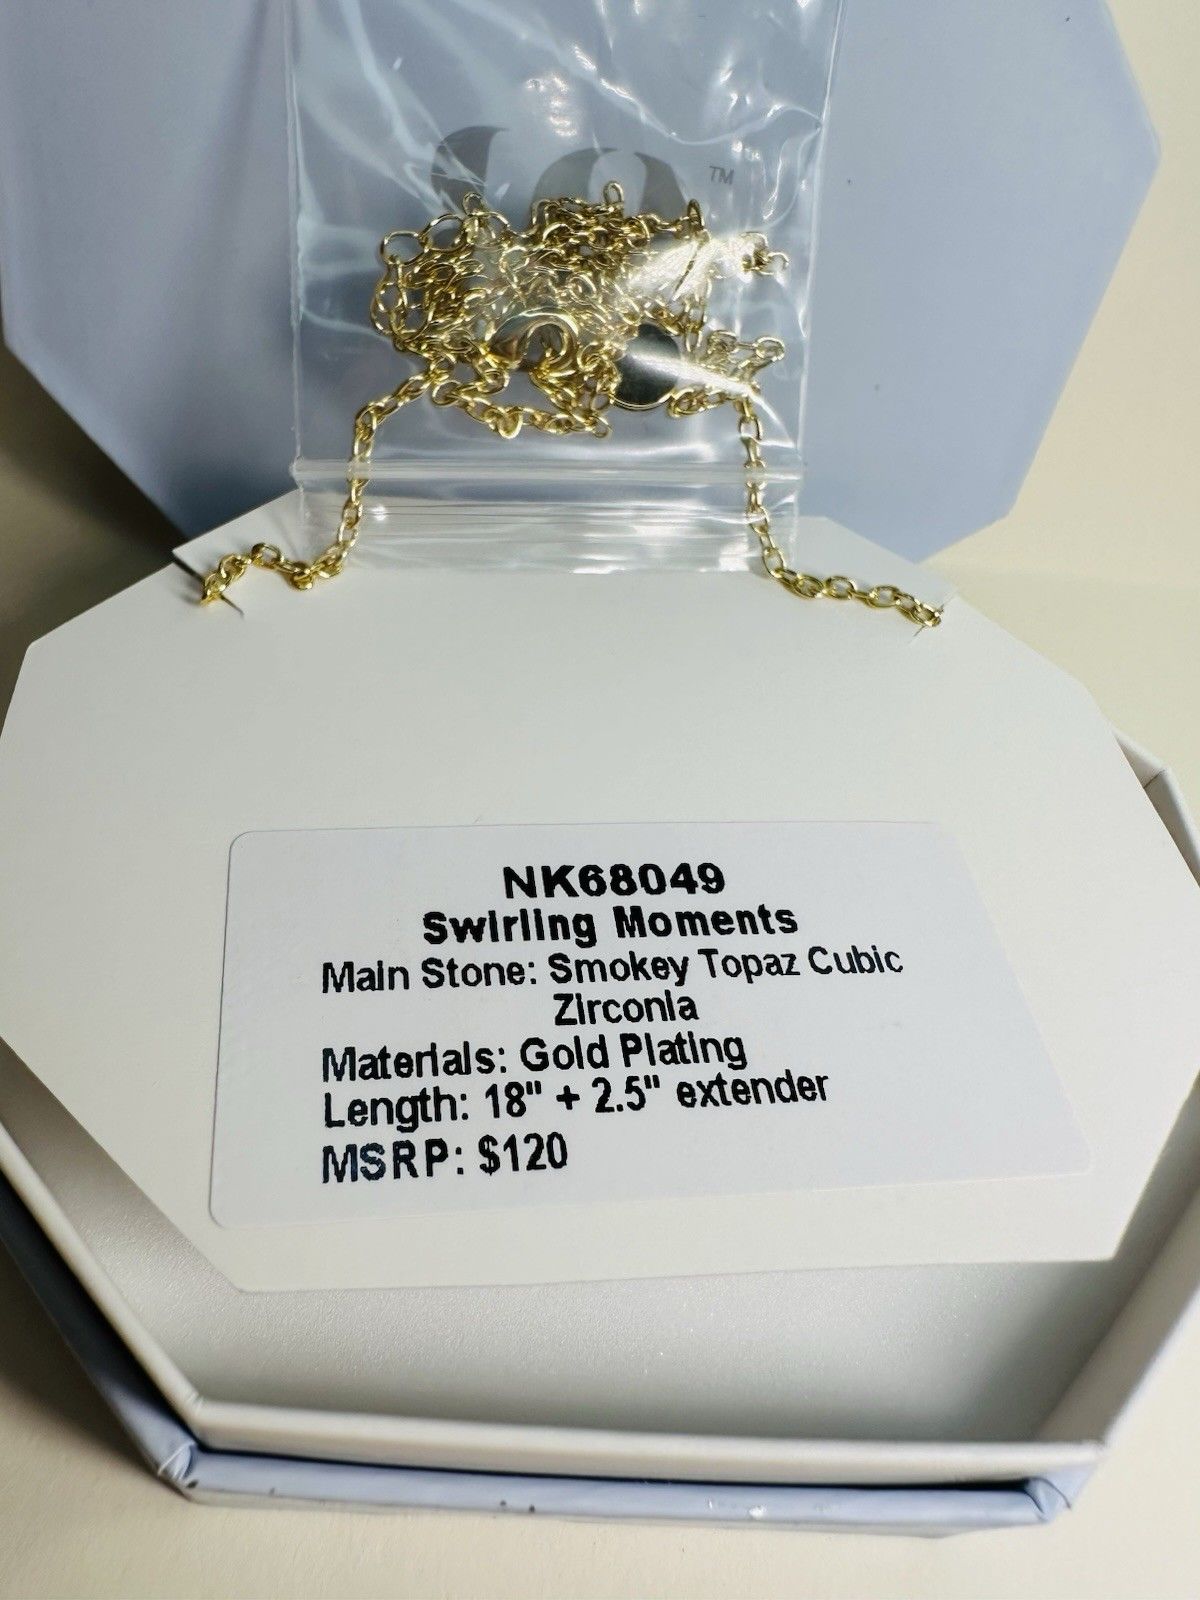 TM
NK68049
Swirling Moments
Main Stone: Smokey Topaz Cubic
Zirconia
Materials: Gold Plating
Length: 18" + 2.5" extender
MSRP: $120